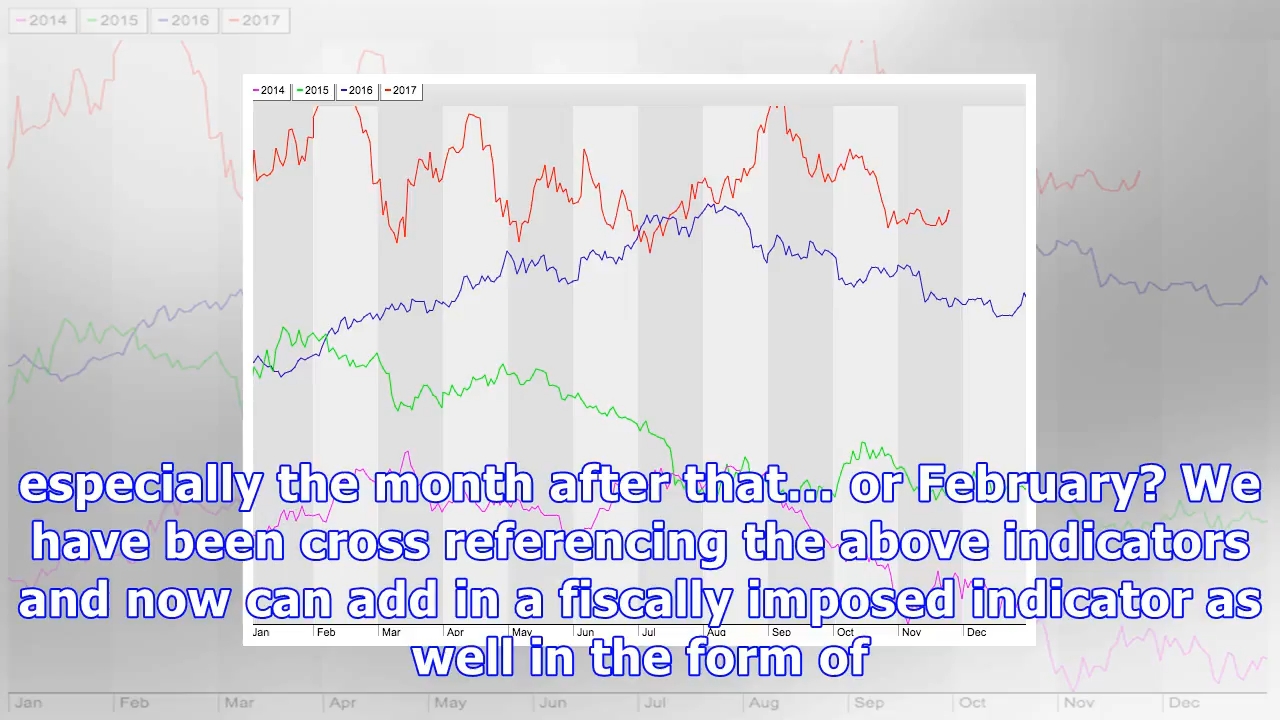 2014 2015 2016 2017
2014 2015 2016 2017
especially the month after that... or February? We
have been cross referencing the above indicators
and now can add in a fiscally imposed indicator as
well in the form of
Jan Feb Mar Apr May Jun Jul Aug Sep Oct Nov Dec
Jan Feb Mar Apr May Jun Jul Aug Sep Oct Nov Dec